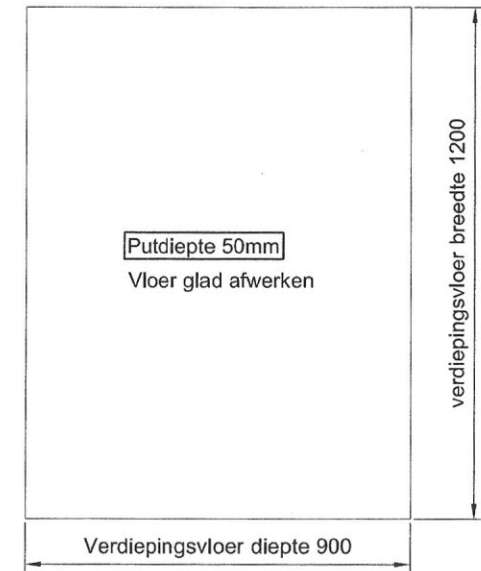 Putdiepte 50mm
Vloer glad afwerken
verdiepingsvloer breedte 1200
Verdiepingsvloer diepte 900